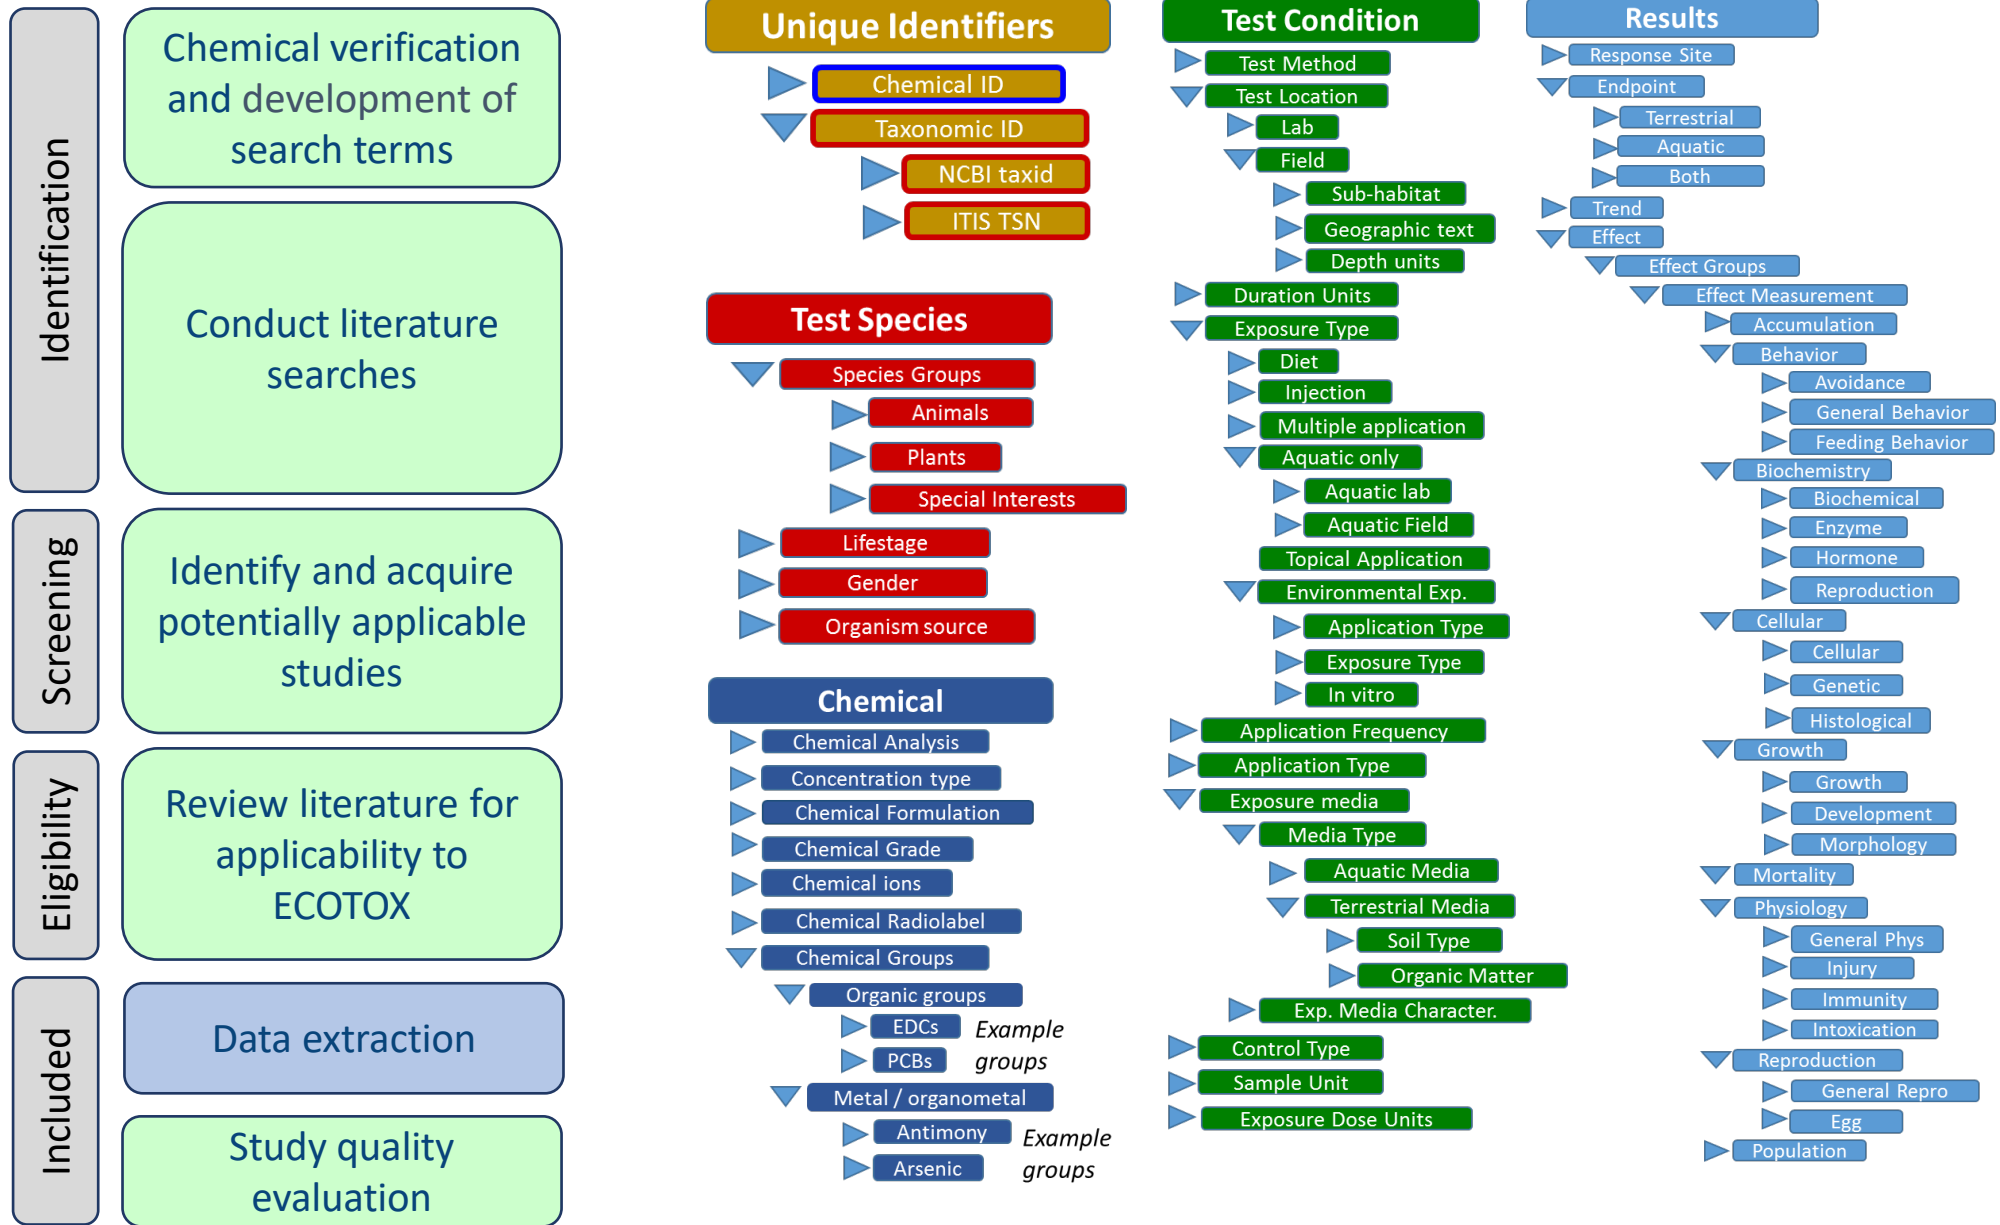 Identification
Chemical verification
and development of
search terms
Conduct literature
searches
Screening
Identify and acquire
potentially applicable
studies
Eligibility
Review literature for
applicability to
ECOTOX
Included
Data extraction
Study quality
evaluation
Unique Identifiers
Chemical ID
Taxonomic ID
NCBI taxid
ITIS TSN
Test Species
Species Groups
Animals
Plants
Special Interests
Lifestage
Gender
Organism source
Chemical
Chemical Analysis
Concentration type
Chemical Formulation
Chemical Grade
Chemical ions
Chemical Radiolabel
Chemical Groups
Organic groups
EDCs
PCBs
Example
groups
Metal / organometal
Antimony
Arsenic
Example
groups
Test Condition
Test Method
Test Location
Lab
Field
Sub-habitat
Geographic text
Depth units
Duration Units
Exposure Type
Diet
Injection
Multiple application
Aquatic only
Aquatic lab
Aquatic Field
Topical Application
Environmental Exp.
Application Type
Exposure Type
In vitro
Application Frequency
Application Type
Exposure media
Media Type
Aquatic Media
Terrestrial Media
Soil Type
Organic Matter
Exp. Media Character.
Control Type
Sample Unit
Exposure Dose Units
Results
Response Site
Endpoint
Terrestrial
Aquatic
Both
Trend
Effect
Effect Groups
Effect Measurement
Accumulation
Behavior
Avoidance
General Behavior
Feeding Behavior
Biochemistry
Biochemical
Enzyme
Hormone
Reproduction
Cellular
Cellular
Genetic
Histological
Growth
Growth
Development
Morphology
Mortality
Physiology
General Phys
Injury
Immunity
Intoxication
Reproduction
General Repro
Egg
Population